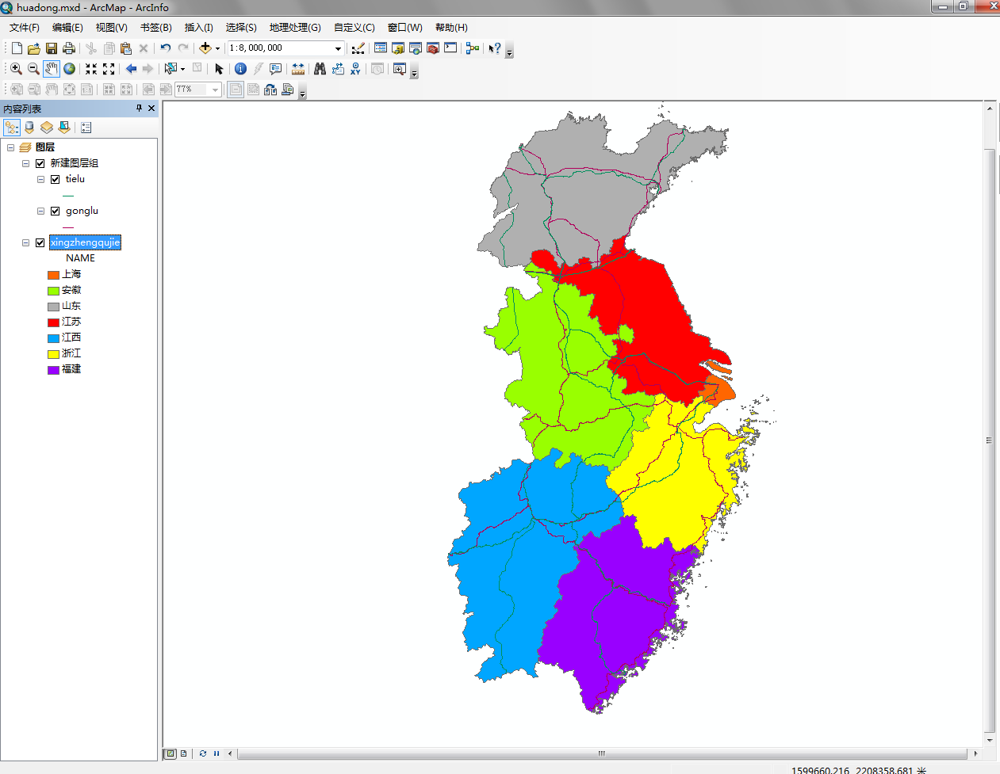 huadong.mxd - ArcMap - ArcInfo
文件(F) 编辑(E) 视图(V) 书签(B) 插入(I) 选择(S) 地理处理(G) 自定义(C) 窗口(W) 帮助(H)
1:8,000,000
XY
1:1 77%
内容列表
图层
新建图层组
tielu
gonglu
xingzhengqujie
NAME
上海
安徽
山东
江苏
江西
浙江
福建
1599660.216 2208358.681 米